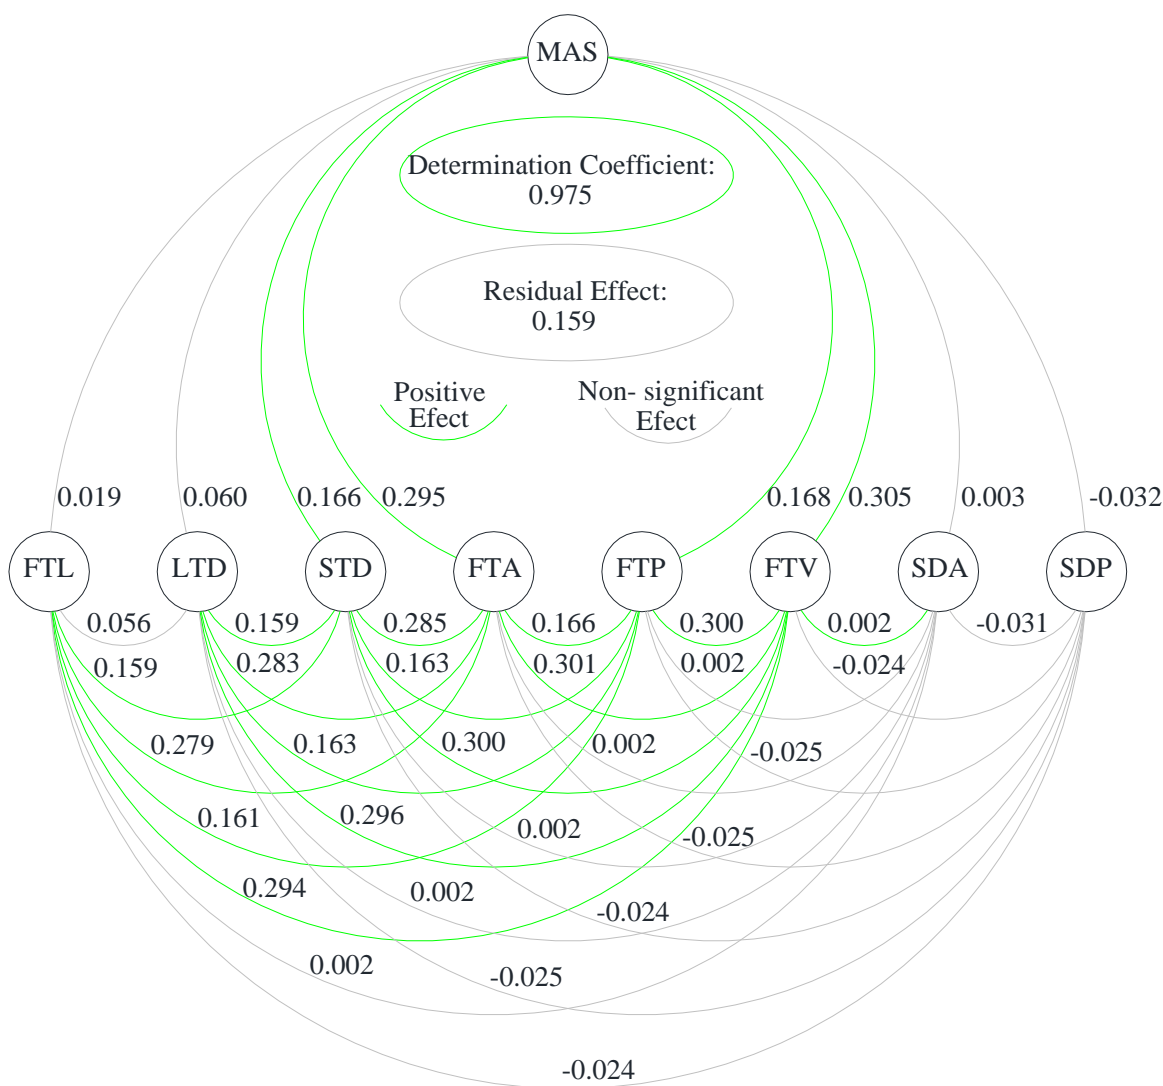 MAS
Determination Coefficient:
0.975
Residual Effect:
0.159
Positive
Efect
Non- significant
Efect
0.019
0.060
0.166
0.295
0.168
0.305
0.003
-0.032
FTL
LTD
STD
FTA
FTP
FTV
SDA
SDP
0.056
0.159
0.285
0.166
0.300
0.002
-0.031
0.159
0.283
0.163
0.301
0.002
-0.024
0.279
0.163
0.300
0.002
-0.025
0.161
0.296
0.002
-0.025
0.294
0.002
-0.024
0.002
-0.025
-0.024